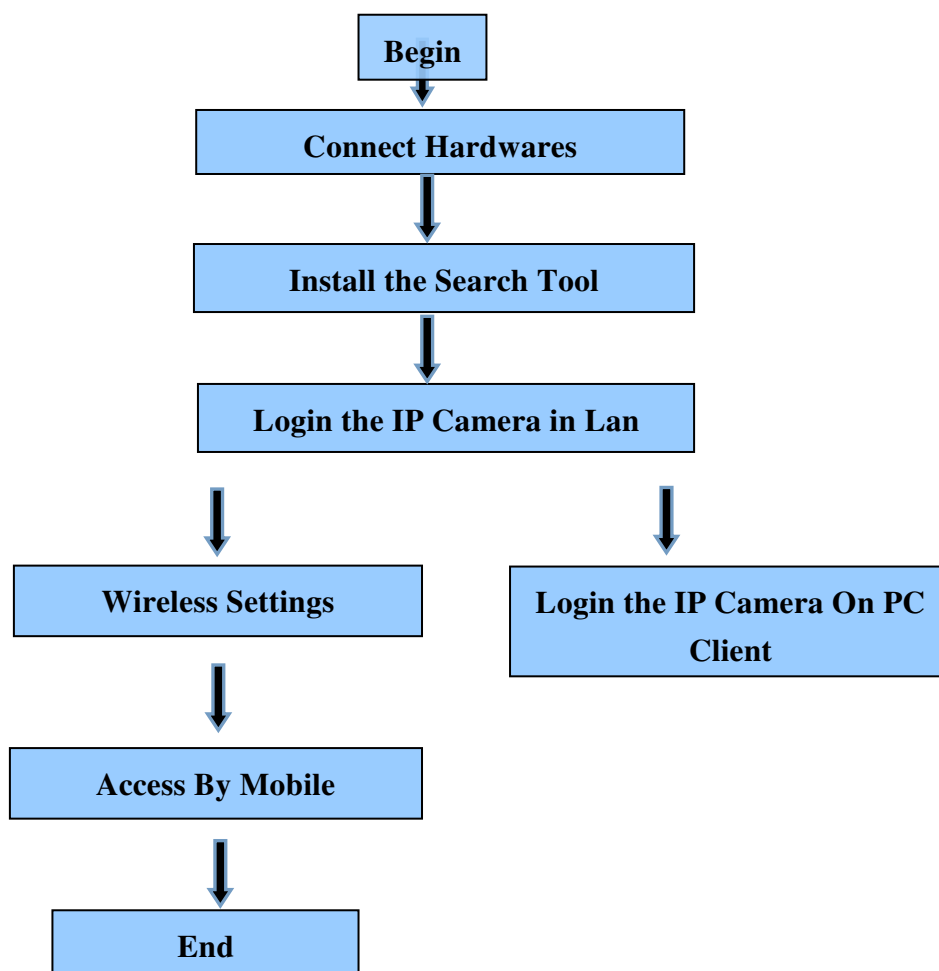 Begin
Connect Hardwares
Install the Search Tool
Login the IP Camera in Lan
Wireless Settings
Login the IP Camera On PC
Client
Access By Mobile
End